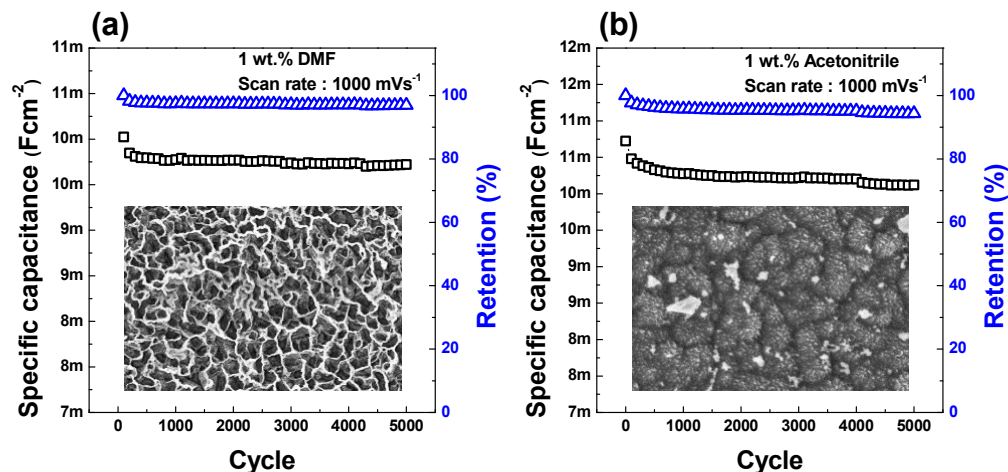 (a)
1 wt.% DMF
Scan rate : 1000 mVs⁻¹
Specific capacitance (Fcm⁻²)
11m
11m
10m
10m
9m
9m
8m
8m
7m
100
80
60
40
20
0
Retention (%)
0 1000 2000 3000 4000 5000
Cycle
(b)
1 wt.% Acetonitrile
Scan rate : 1000 mVs⁻¹
Specific capacitance (Fcm⁻²)
12m
12m
11m
11m
10m
10m
9m
9m
8m
8m
7m
100
80
60
40
20
0
Retention (%)
0 1000 2000 3000 4000 5000
Cycle